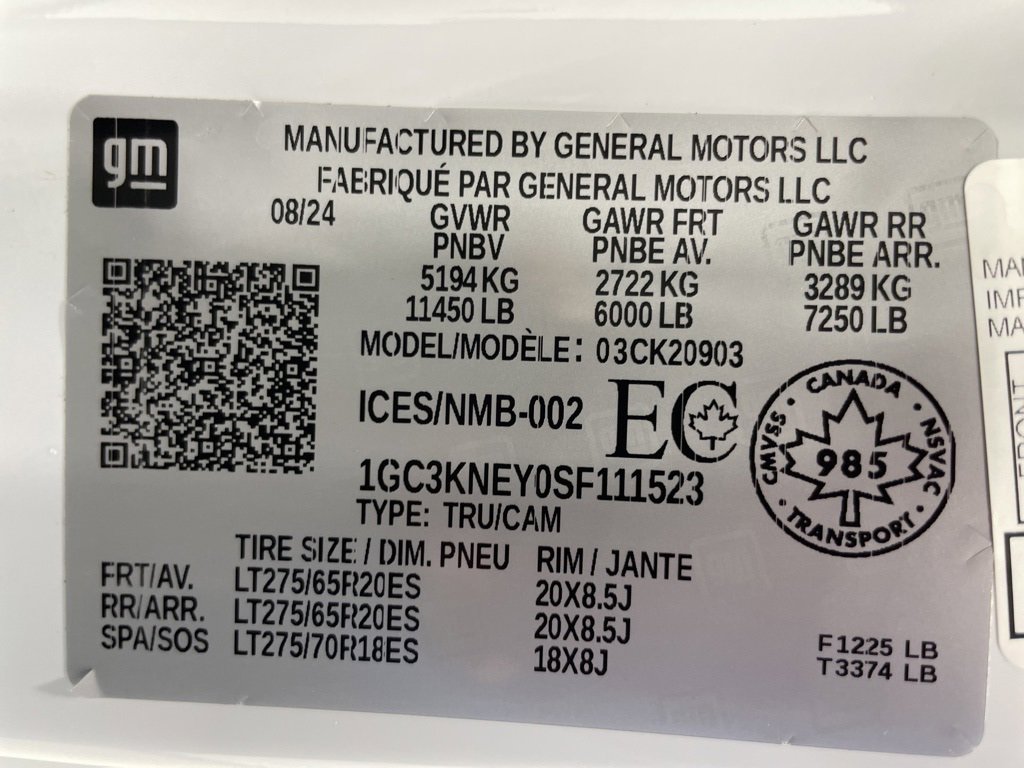 gm
MANUFACTURED BY GENERAL MOTORS LLC
FABRIQUÉ PAR GENERAL MOTORS LLC
08/24 GVWR GAWR FRT GAWR RR
PNBV PNBE AV. PNBE ARR.
5194 KG 2722 KG 3289 KG
11450 LB 6000 LB 7250 LB
MODEL/MODÈLE: 03CK20903
ICES/NMB-002 EC
CANADA
CMVSS 985 NSVAC
TRANSPORT
1GC3KNEY0SF111523
TYPE: TRU/CAM
TIRE SIZE / DIM. PNEU RIM / JANTE
FRT/AV. LT275/65R20ES 20X8.5J
RR/ARR. LT275/65R20ES 20X8.5J
SPA/SOS LT275/70R18ES 18X8J
F1225 LB
T3374 LB
MA
IMP
MA
FRONT